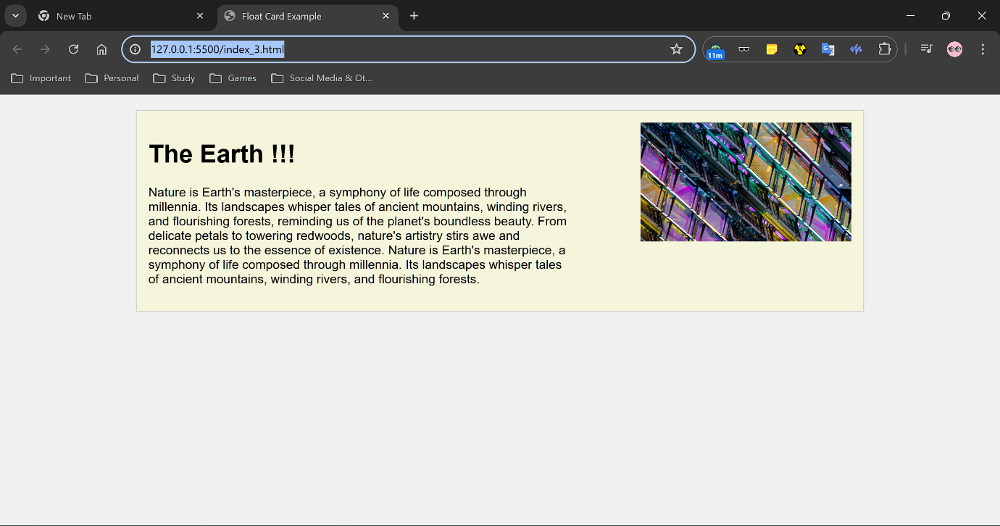 New Tab
Float Card Example
127.0.0.1:5500/index_3.html
11m
G
Important
Personal
Study
Games
Social Media & Ot...
The Earth !!!
Nature is Earth's masterpiece, a symphony of life composed through
millennia. Its landscapes whisper tales of ancient mountains, winding rivers,
and flourishing forests, reminding us of the planet's boundless beauty. From
delicate petals to towering redwoods, nature's artistry stirs awe and
reconnects us to the essence of existence. Nature is Earth's masterpiece, a
symphony of life composed through millennia. Its landscapes whisper tales
of ancient mountains, winding rivers, and flourishing forests.